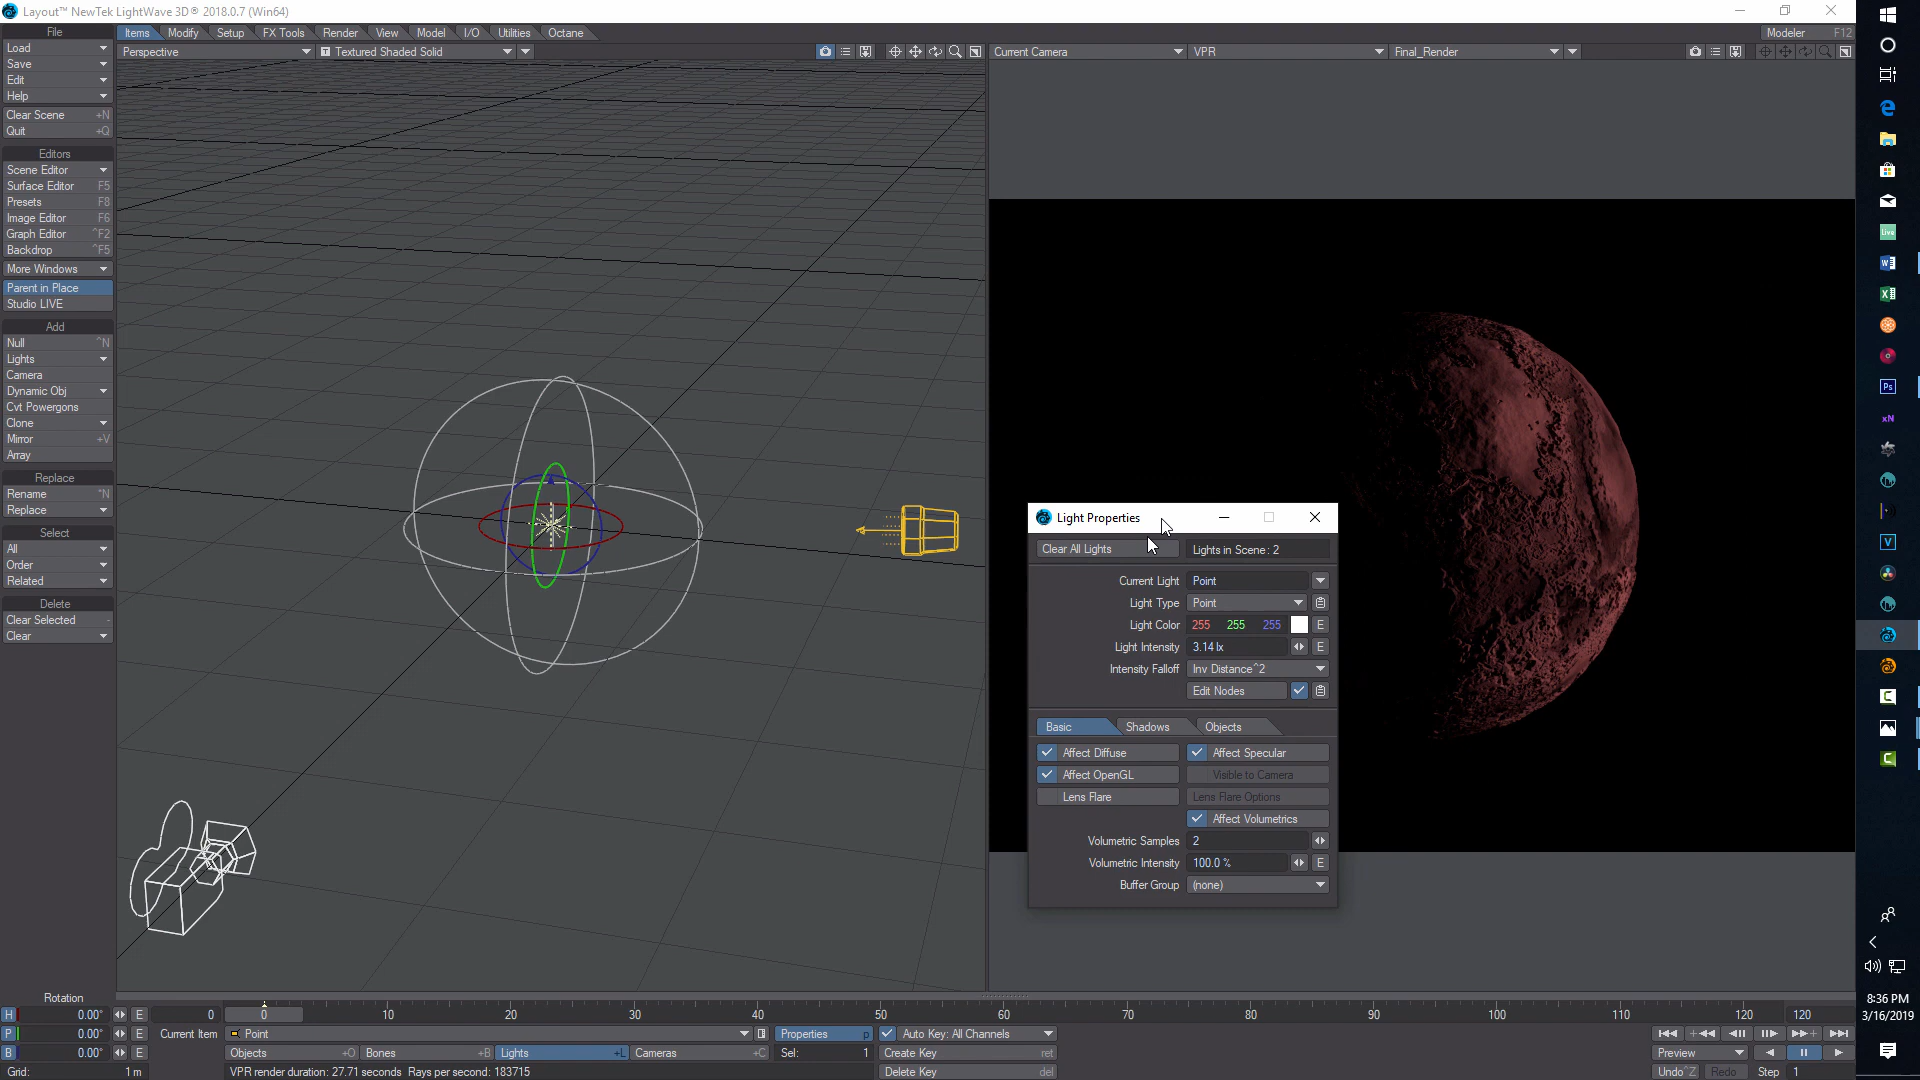 Layout™ NewTek LightWave 3D® 2018.0.7 (Win64)
File
Items Modify Setup FX Tools Render View Model I/O Utilities Octane
Modeler F12
Load
Perspective
T Textured Shaded Solid
Current Camera
VPR
Final_Render
Save
Edit
Help
Clear Scene +N
Quit +Q
Editors
Scene Editor
Surface Editor F5
Presets F8
Image Editor F6
Graph Editor ^F2
Backdrop ^F5
More Windows
Parent in Place
Studio LIVE
Add
Null ^N
Lights
Camera
Dynamic Obj
Cvt Powergons
Clone
Mirror +V
Array
Replace
Rename
Replace
Select
All
Order
Related
Delete
Clear Selected -
Clear
Light Properties
Clear All Lights
Lights in Scene: 2
Current Light Point
Light Type Point
Light Color 255 255 255 E
Light Intensity 3.14 lx E
Intensity Falloff Inv Distance^2
Edit Nodes
Basic Shadows Objects
Affect Diffuse
Affect Specular
Affect OpenGL
Visible to Camera
Lens Flare
Lens Flare Options
Affect Volumetrics
Volumetric Samples 2
Volumetric Intensity 100.0 % E
Buffer Group (none)
Live
Ps
xN
V
8:36 PM
3/16/2019
Rotation
H 0.00° E
0 0 10 20 30 40 50 60 70 80 90 100 110 120 120
P 0.00° E
Current Item Point
Properties p
Auto Key: All Channels
B 0.00° E
Objects +O
Bones +B
Lights +L
Cameras +C
Sel: 1
Create Key ret
Preview
Grid: 1 m
VPR render duration: 27.71 seconds Rays per second: 183715
Delete Key del
Undo ^Z
Redo
Step 1